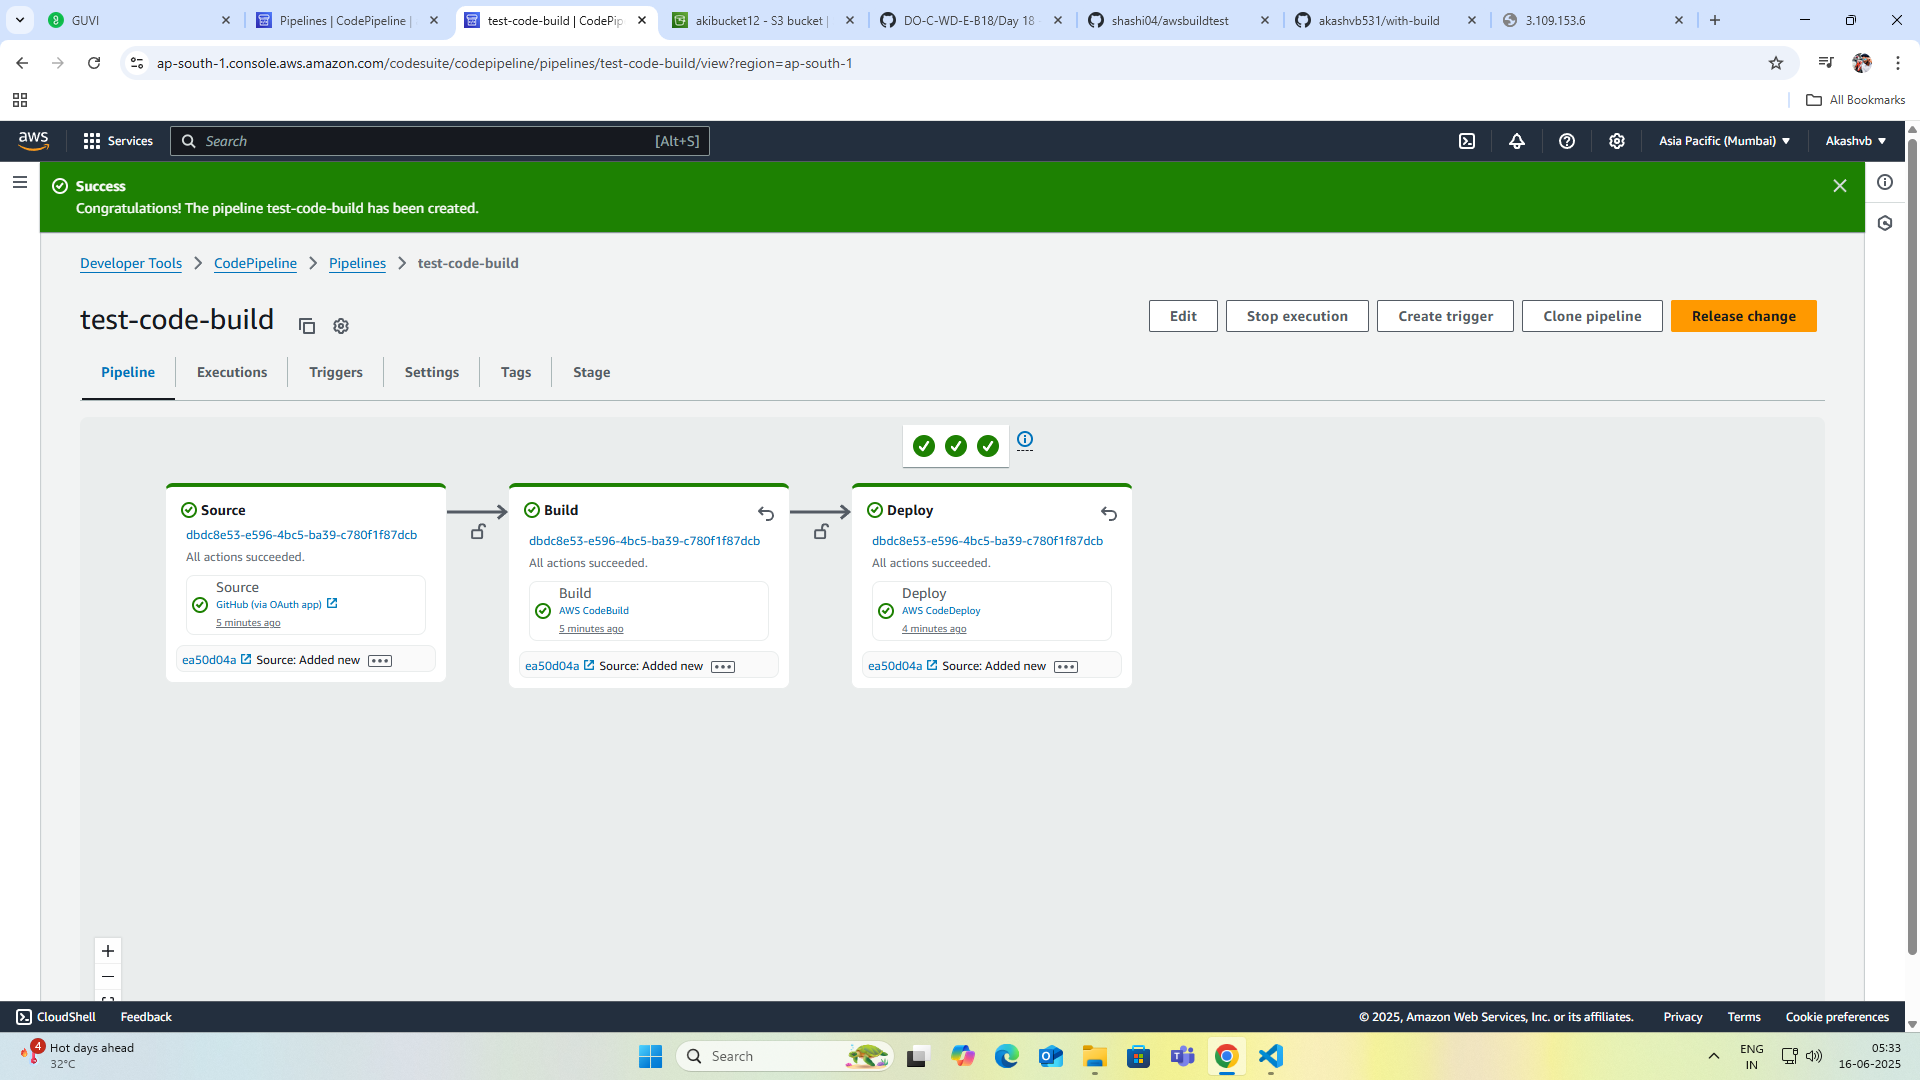 GUVI
Pipelines | CodePipeline |
test-code-build | CodePip
akibucket12 - S3 bucket |
DO-C-WD-E-B18/Day 18
shashi04/awsbuildtest
akashvb531/with-build
3.109.153.6
ap-south-1.console.aws.amazon.com/codesuite/codepipeline/pipelines/test-code-build/view?region=ap-south-1
All Bookmarks
aws
Services
Search
[Alt+S]
Asia Pacific (Mumbai)
Akashvb
Success
Congratulations! The pipeline test-code-build has been created.
Developer Tools
CodePipeline
Pipelines
test-code-build
test-code-build
Edit
Stop execution
Create trigger
Clone pipeline
Release change
Pipeline
Executions
Triggers
Settings
Tags
Stage
Source
dbdc8e53-e596-4bc5-ba39-c780f1f87dcb
All actions succeeded.
Source
GitHub (via OAuth app)
5 minutes ago
ea50d04a Source: Added new
Build
dbdc8e53-e596-4bc5-ba39-c780f1f87dcb
All actions succeeded.
Build
AWS CodeBuild
5 minutes ago
ea50d04a Source: Added new
Deploy
dbdc8e53-e596-4bc5-ba39-c780f1f87dcb
All actions succeeded.
Deploy
AWS CodeDeploy
4 minutes ago
ea50d04a Source: Added new
CloudShell
Feedback
© 2025, Amazon Web Services, Inc. or its affiliates.
Privacy
Terms
Cookie preferences
4
Hot days ahead
32°C
Search
ENG
IN
05:33
16-06-2025